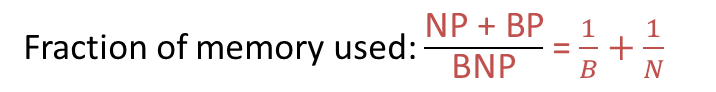 Fraction of memory used: (NP + BP)/BNP = 1/B + 1/N